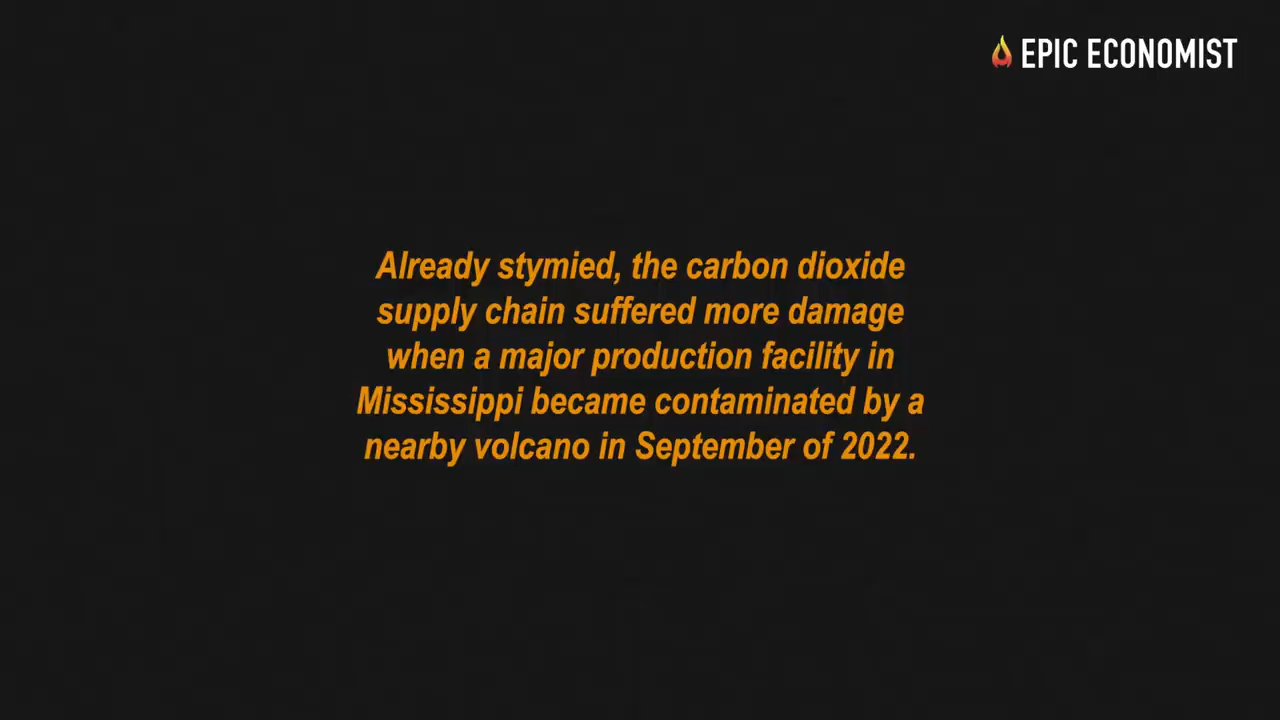 EPIC ECONOMIST
Already stymied, the carbon dioxide
supply chain suffered more damage
when a major production facility in
Mississippi became contaminated by a
nearby volcano in September of 2022.